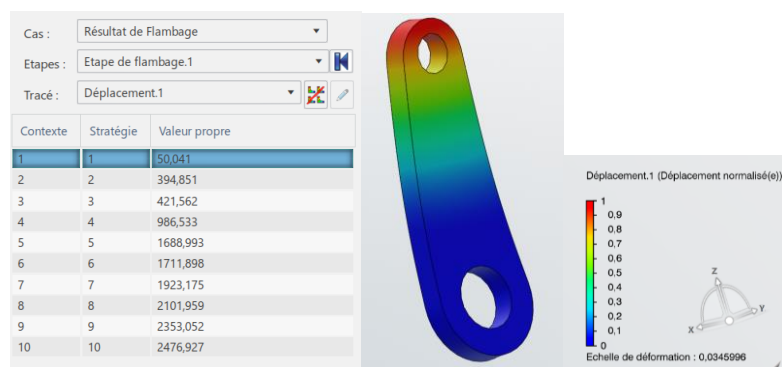 Cas : Résultat de Flambage
Etapes : Etape de flambage.1
Tracé : Déplacement.1
Contexte Stratégie Valeur propre
1 1 50,041
2 2 394,851
3 3 421,562
4 4 986,533
5 5 1688,993
6 6 1711,898
7 7 1923,175
8 8 2101,959
9 9 2353,052
10 10 2476,927
Déplacement.1 (Déplacement normalisé(e))
1
0,9
0,8
0,7
0,6
0,5
0,4
0,3
0,2
0,1
0
Z
X Y
Echelle de déformation : 0,0345996